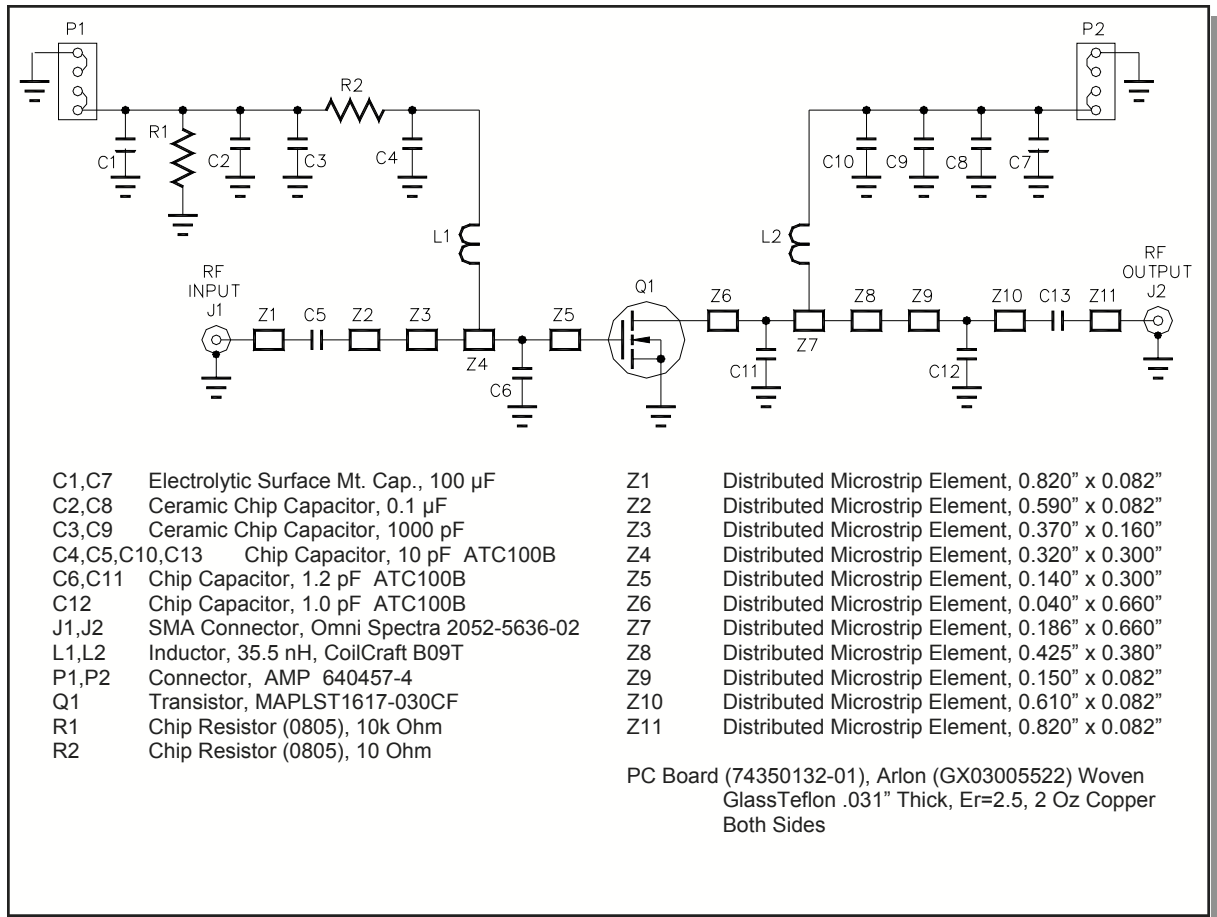 P1
P2
R2
R1
C1
C2
C3
C4
C10
C9
C8
C7
L1
L2
RF
INPUT
J1
Z1
C5
Z2
Z3
Z4
C6
Z5
Q1
Z6
C11
Z7
Z8
Z9
C12
Z10
C13
Z11
RF
OUTPUT
J2
C1,C7 Electrolytic Surface Mt. Cap., 100 µF
C2,C8 Ceramic Chip Capacitor, 0.1 µF
C3,C9 Ceramic Chip Capacitor, 1000 pF
C4,C5,C10,C13 Chip Capacitor, 10 pF ATC100B
C6,C11 Chip Capacitor, 1.2 pF ATC100B
C12 Chip Capacitor, 1.0 pF ATC100B
J1,J2 SMA Connector, Omni Spectra 2052-5636-02
L1,L2 Inductor, 35.5 nH, CoilCraft B09T
P1,P2 Connector, AMP 640457-4
Q1 Transistor, MAPLST1617-030CF
R1 Chip Resistor (0805), 10k Ohm
R2 Chip Resistor (0805), 10 Ohm
Z1 Distributed Microstrip Element, 0.820” x 0.082”
Z2 Distributed Microstrip Element, 0.590” x 0.082”
Z3 Distributed Microstrip Element, 0.370” x 0.160”
Z4 Distributed Microstrip Element, 0.320” x 0.300”
Z5 Distributed Microstrip Element, 0.140” x 0.300”
Z6 Distributed Microstrip Element, 0.040” x 0.660”
Z7 Distributed Microstrip Element, 0.186” x 0.660”
Z8 Distributed Microstrip Element, 0.425” x 0.380”
Z9 Distributed Microstrip Element, 0.150” x 0.082”
Z10 Distributed Microstrip Element, 0.610” x 0.082”
Z11 Distributed Microstrip Element, 0.820” x 0.082”
PC Board (74350132-01), Arlon (GX03005522) Woven
GlassTeflon .031” Thick, Er=2.5, 2 Oz Copper
Both Sides